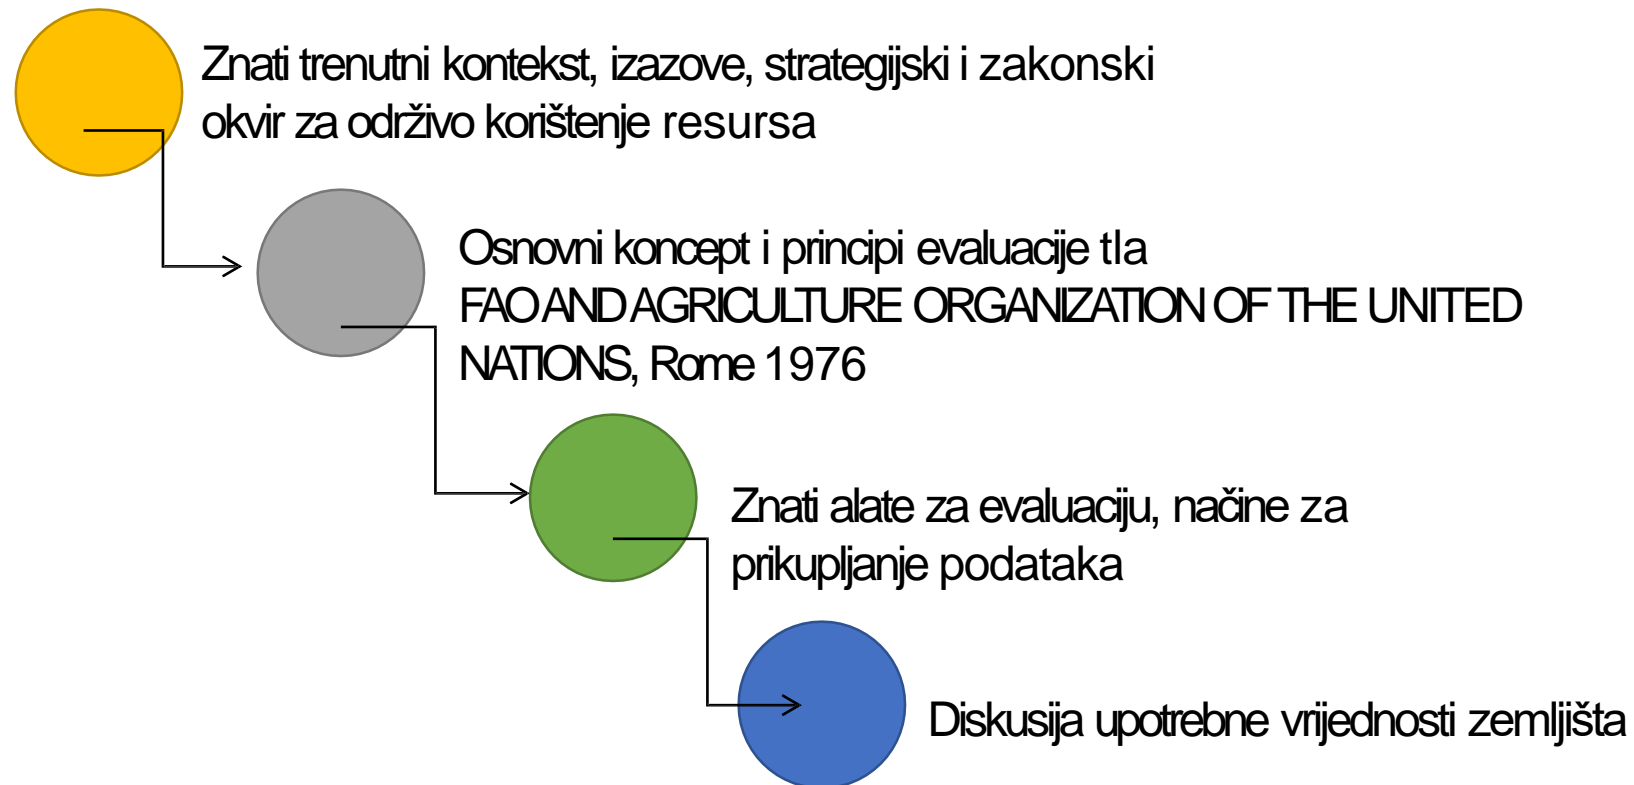 Znati trenutni kontekst, izazove, strategijski i zakonski
okvir za održivo korištenje resursa
Osnovni koncept i principi evaluacije tla
FAO AND AGRICULTURE ORGANIZATION OF THE UNITED
NATIONS, Rome 1976
Znati alate za evaluaciju, načine za
prikupljanje podataka
Diskusija upotrebne vrijednosti zemljišta